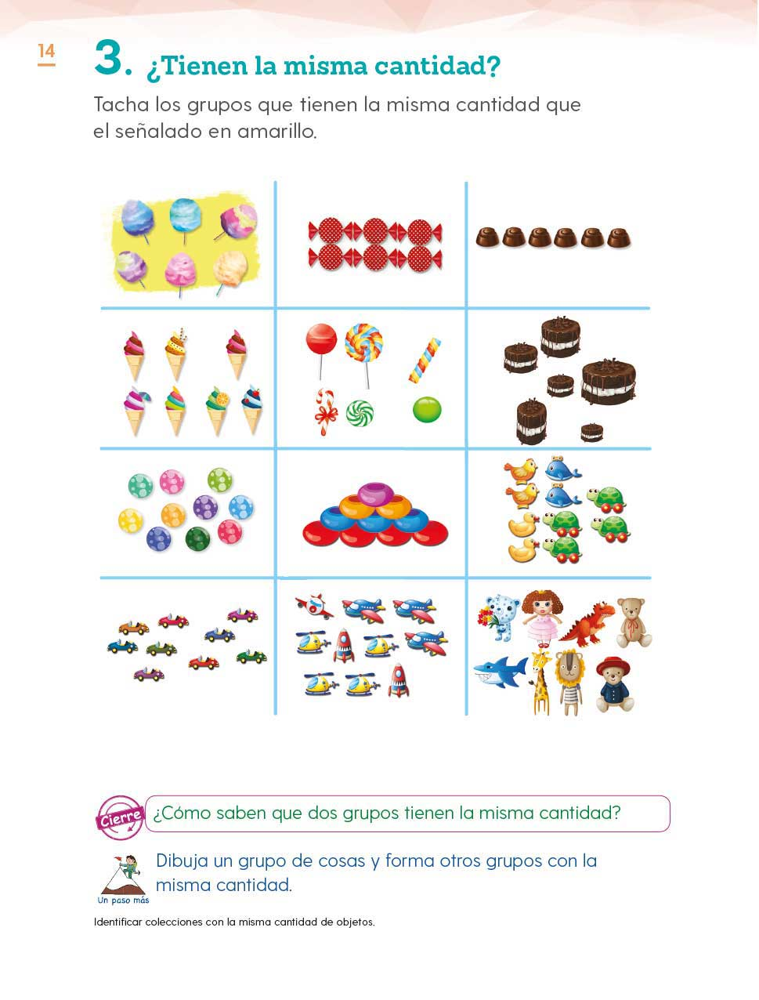 14
3. ¿Tienen la misma cantidad?
Tacha los grupos que tienen la misma cantidad que
el señalado en amarillo.
Cierre
¿Cómo saben que dos grupos tienen la misma cantidad?
Dibuja un grupo de cosas y forma otros grupos con la
misma cantidad.
Un paso más
Identificar colecciones con la misma cantidad de objetos.